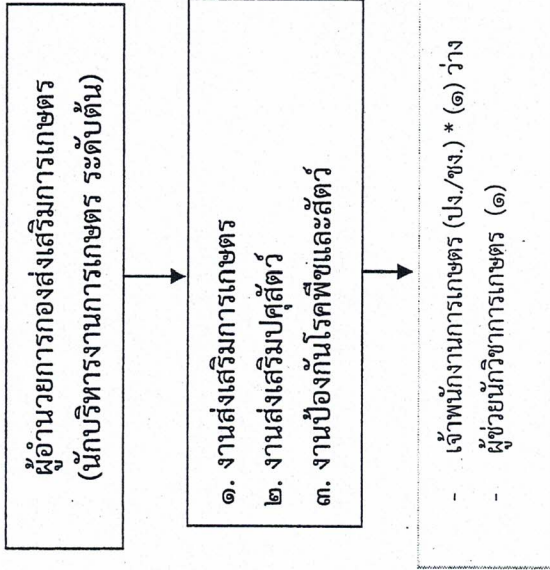 ผู้อำนวยการกองส่งเสริมการเกษตร
(นักบริหารงานการเกษตร ระดับต้น)
๑. งานส่งเสริมการเกษตร
๒. งานส่งเสริมปศุสัตว์
๓. งานป้องกันโรคพืชและสัตว์
- เจ้าพนักงานการเกษตร (ปง./ชง.) * (๑) ว่าง
- ผู้ช่วยนักวิชาการเกษตร (๑)